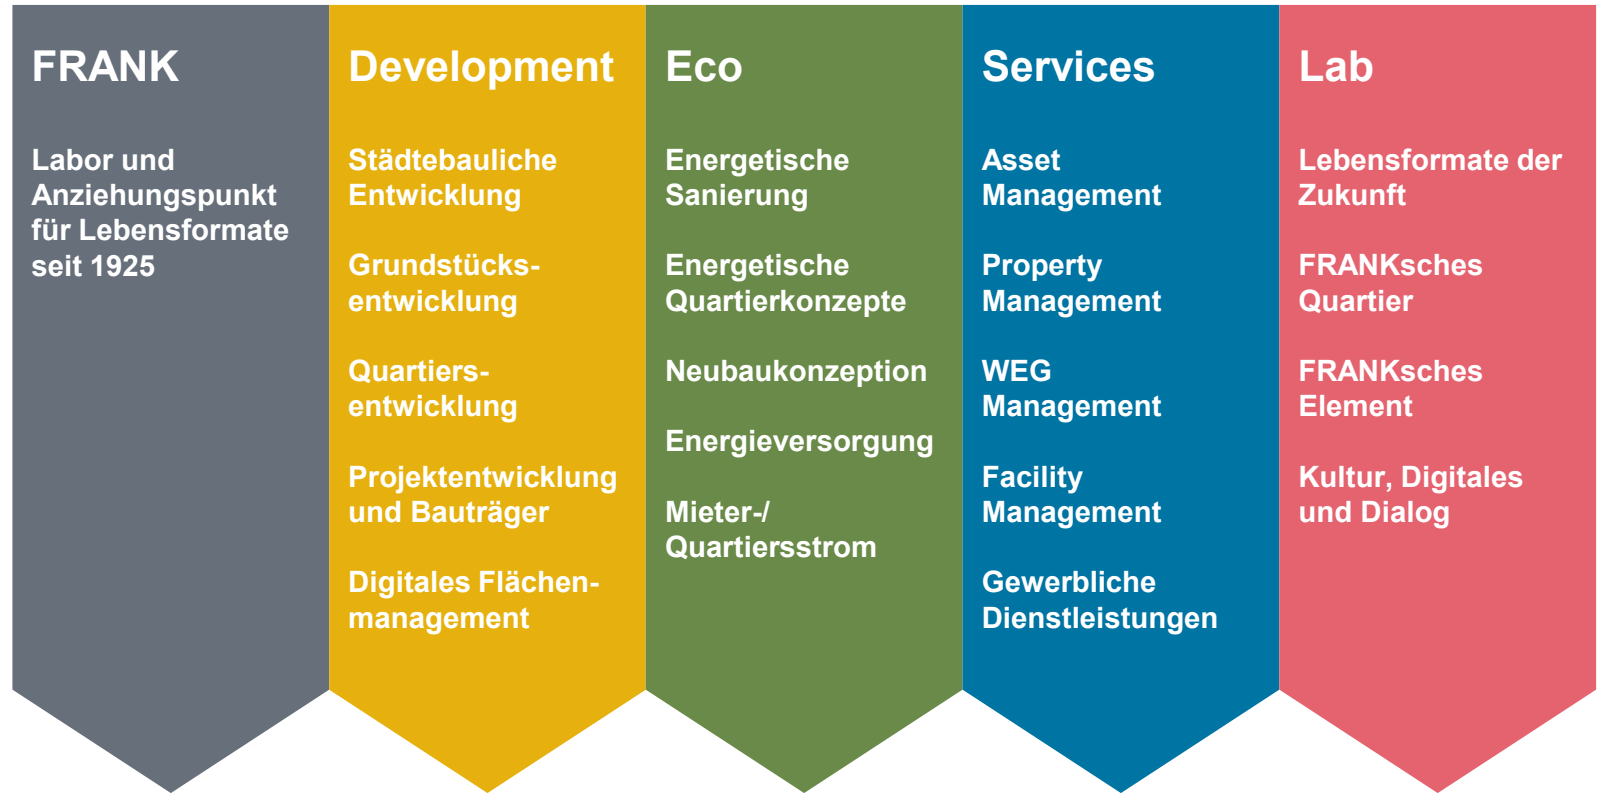 FRANK
Labor und
Anziehungspunkt
für Lebensformate
seit 1925
Development
Städtebauliche
Entwicklung
Grundstücks-
entwicklung
Quartiers-
entwicklung
Projektentwicklung
und Bauträger
Digitales Flächen-
management
Eco
Energetische
Sanierung
Energetische
Quartierkonzepte
Neubaukonzeption
Energieversorgung
Mieter-/
Quartiersstrom
Services
Asset
Management
Property
Management
WEG
Management
Facility
Management
Gewerbliche
Dienstleistungen
Lab
Lebensformate der
Zukunft
FRANKsches
Quartier
FRANKsches
Element
Kultur, Digitales
und Dialog